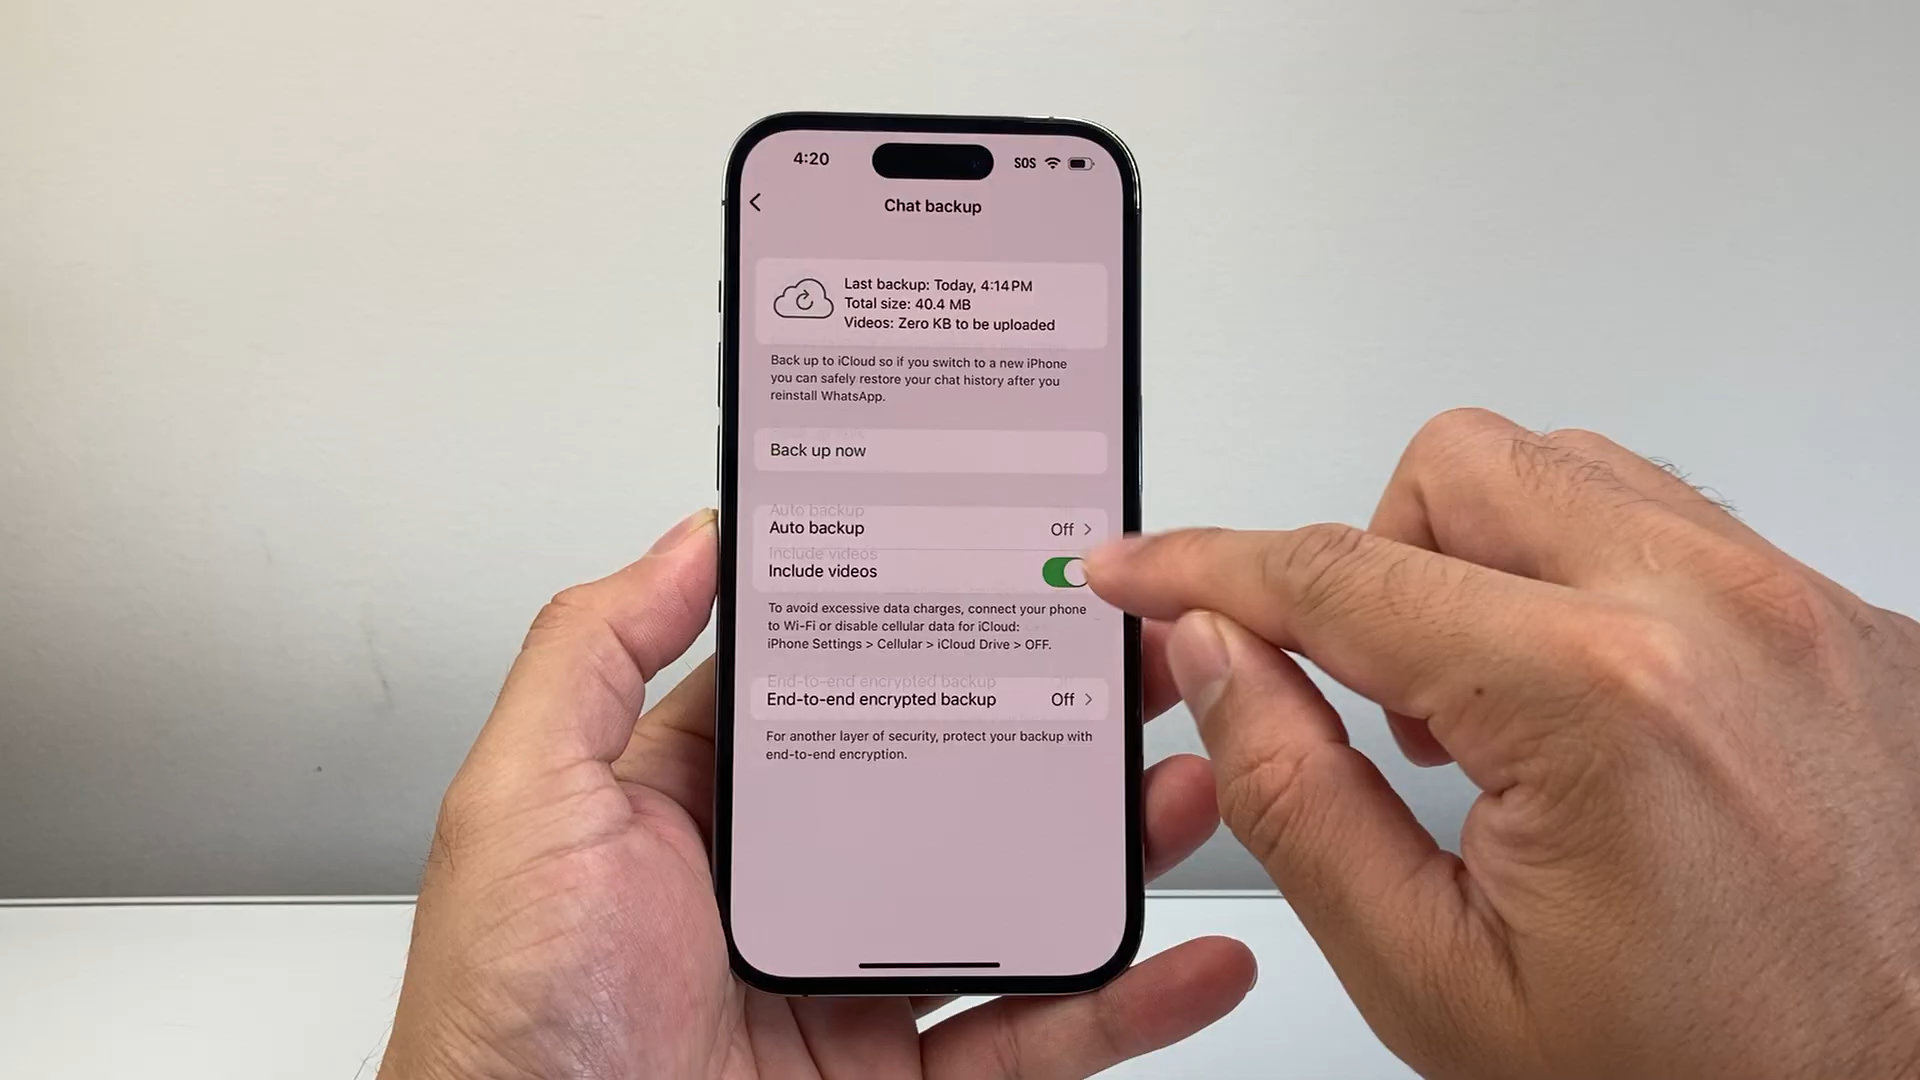 4:20
SOS
Chat backup
Last backup: Today, 4:14 PM
Total size: 40.4 MB
Videos: Zero KB to be uploaded
Back up to iCloud so if you switch to a new iPhone
you can safely restore your chat history after you
reinstall WhatsApp.
Back up now
Auto backup
Auto backup Off
Include videos
Include videos
To avoid excessive data charges, connect your phone
to Wi-Fi or disable cellular data for iCloud:
iPhone Settings > Cellular > iCloud Drive > OFF.
End-to-end encrypted backup
End-to-end encrypted backup Off
For another layer of security, protect your backup with
end-to-end encryption.